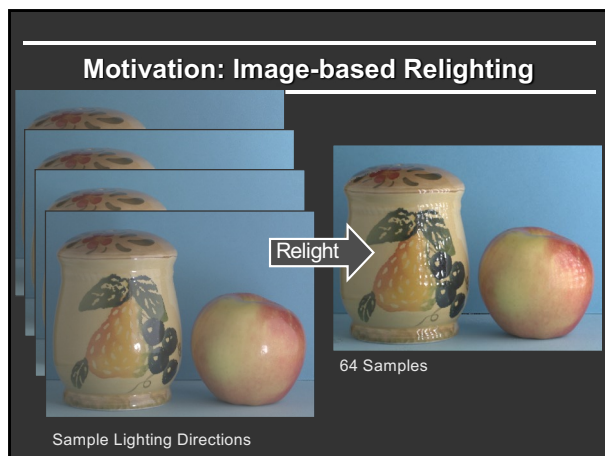 Motivation: Image-based Relighting
Relight
64 Samples
Sample Lighting Directions